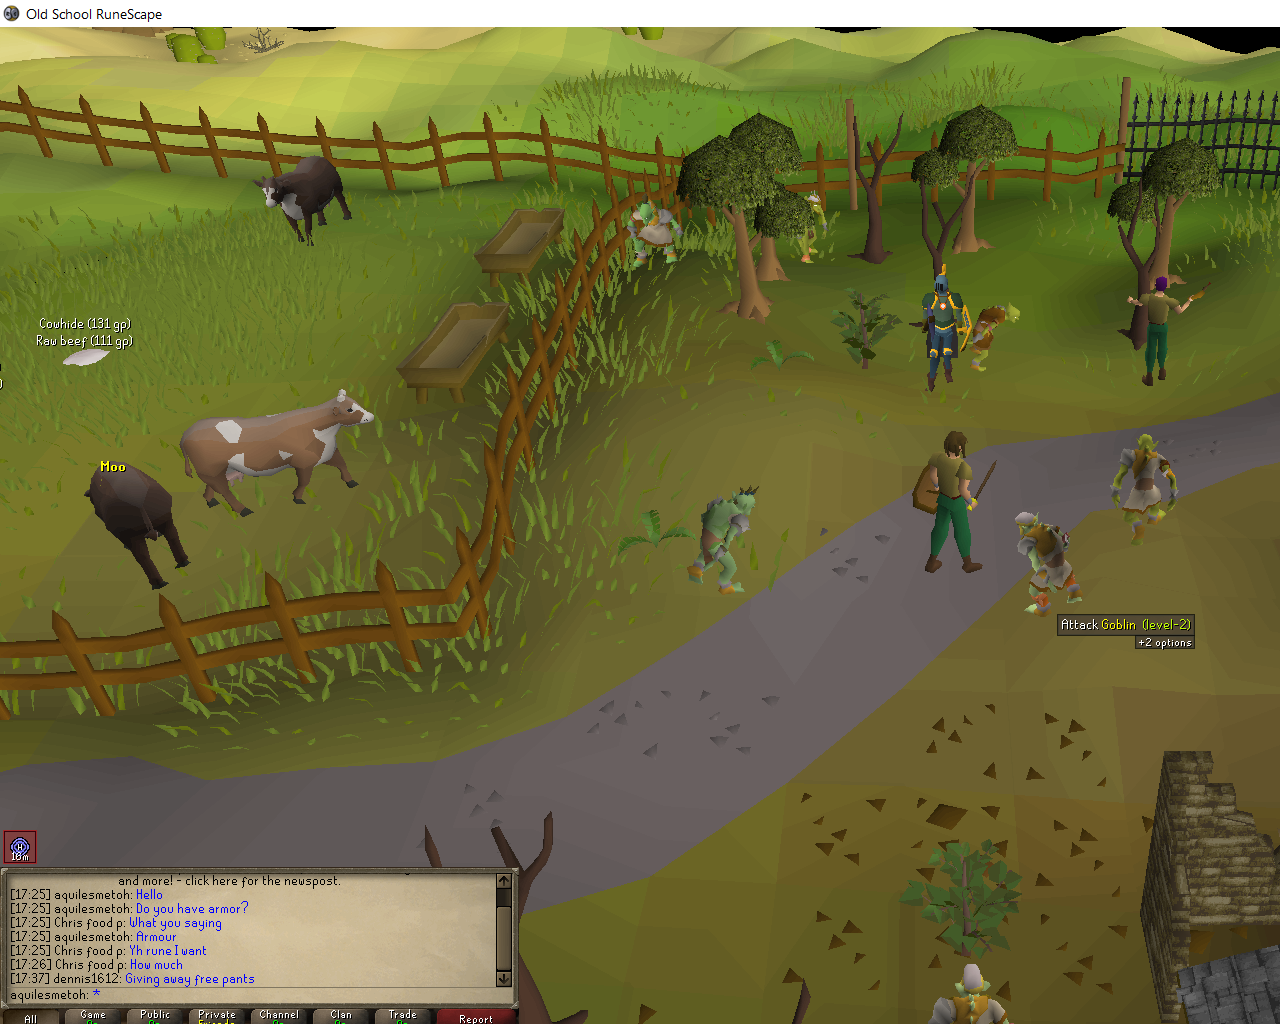 Old School RuneScape
Cowhide (131 gp)
Raw beef (111 gp)
Moo
Attack Goblin (level-2)
+2 options
16m
and more! - click here for the newspost.
[17:25] aquilesmetoh: Hello
[17:25] aquilesmetoh: Do you have armor?
[17:25] Chris food p: What you saying
[17:25] aquilesmetoh: Armour
[17:25] Chris food p: Yh rune I want
[17:26] Chris food p: How much
[17:37] dennis1612: Giving away free pants
aquilesmetoh: *
All Game Public Private Channel Clan Trade Report